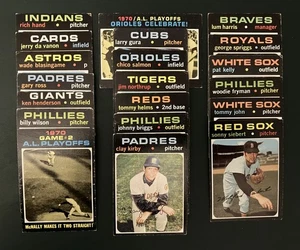 INDIANS
rich hand • pitcher
CARDS
jerry da vanon • infield
ASTROS
wade blasingame • p
PADRES
gary ross • pitcher
GIANTS
ken henderson • outfield
PHILLIES
billy wilson • pitcher
1970
GAME-2
A.L. PLAYOFFS
McNALLY MAKES IT TWO STRAIGHT!
1970/A.L. PLAYOFFS
ORIOLES CELEBRATE!
CUBS
larry gura • pitcher
ORIOLES
chico salmon • infield
TIGERS
jim northrup • outfield
REDS
tommy helms • 2nd base
PHILLIES
johnny briggs • outfield
PADRES
clay kirby • pitcher
BRAVES
lum harris • manager
ROYALS
george spriggs • outfield
WHITE SOX
pat kelly • outfield
PHILLIES
woodie fryman • pitcher
WHITE SOX
tommy john • pitcher
RED SOX
sonny siebert • pitcher